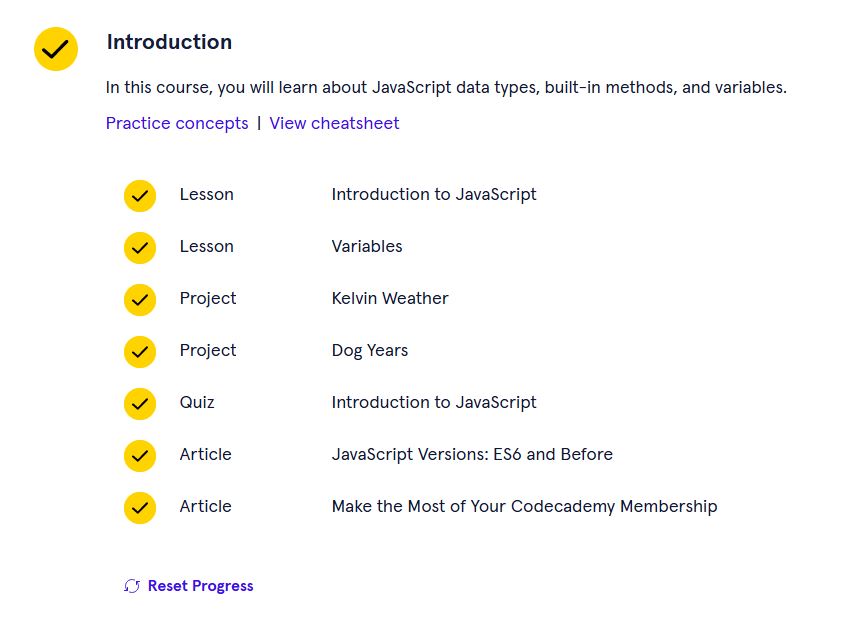 Introduction
In this course, you will learn about JavaScript data types, built-in methods, and variables.
Practice concepts | View cheatsheet
Lesson Introduction to JavaScript
Lesson Variables
Project Kelvin Weather
Project Dog Years
Quiz Introduction to JavaScript
Article JavaScript Versions: ES6 and Before
Article Make the Most of Your Codecademy Membership
Reset Progress